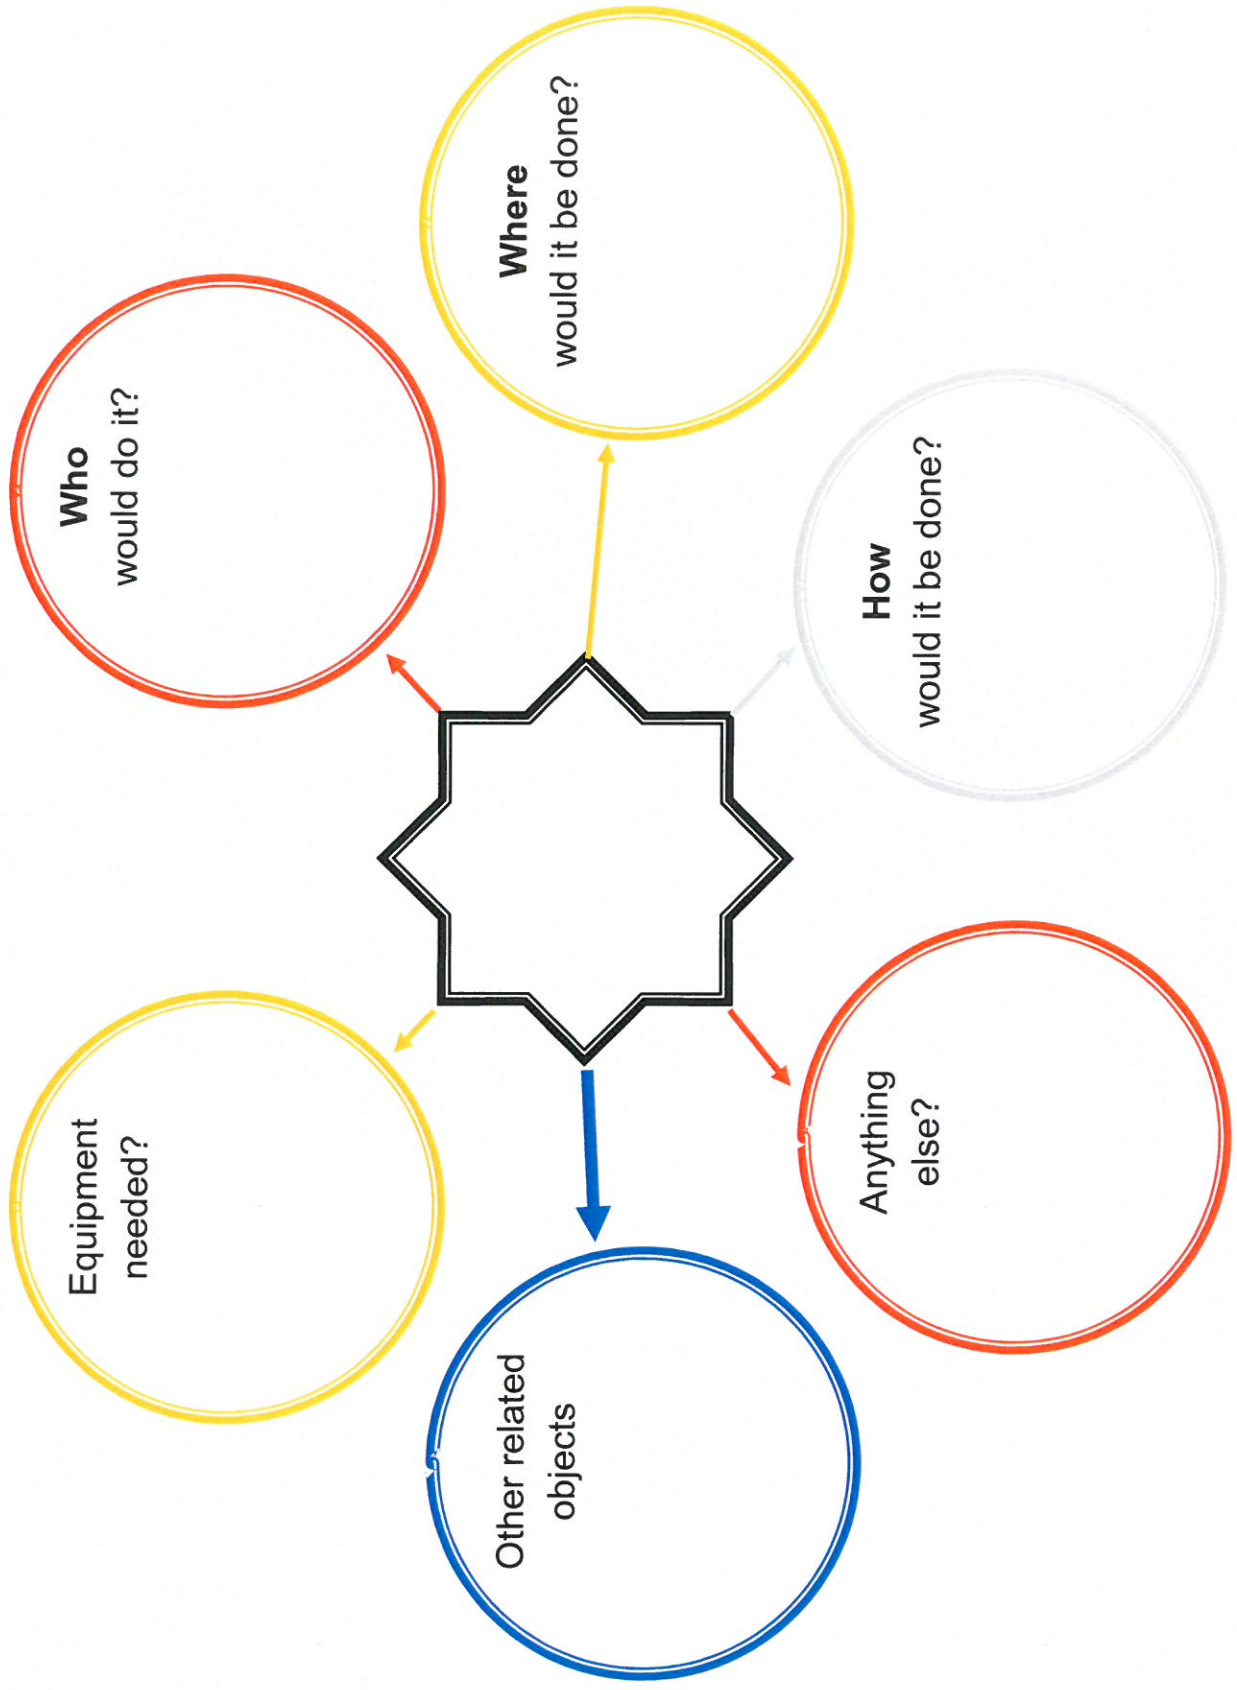 Equipment
needed?
Who
would do it?
Other related
objects
Where
would it be done?
Anything
else?
How
would it be done?